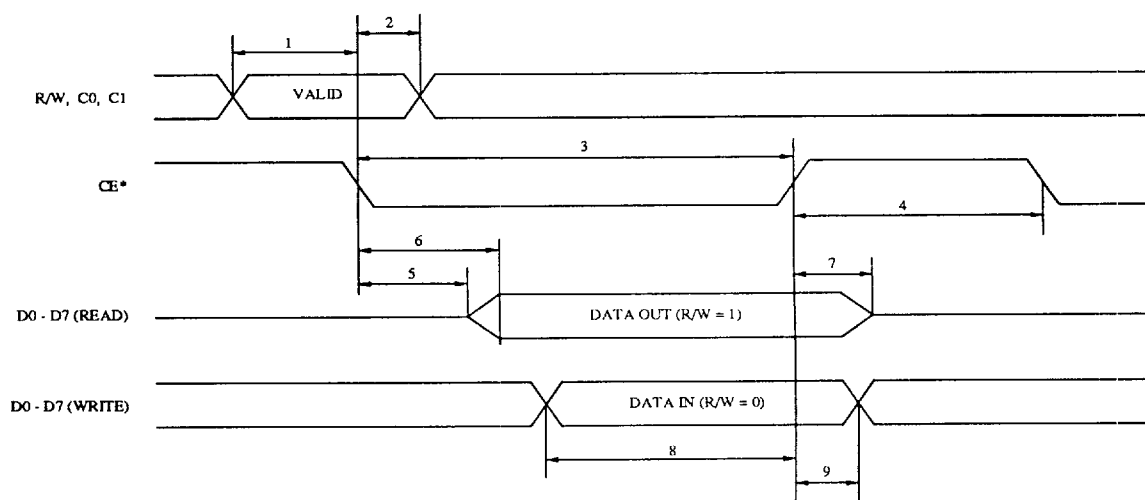 2
1
R/W, C0, C1
VALID
3
CE*
4
6
5
7
D0 - D7 (READ)
DATA OUT (R/W = 1)
D0 - D7 (WRITE)
DATA IN (R/W = 0)
8
9